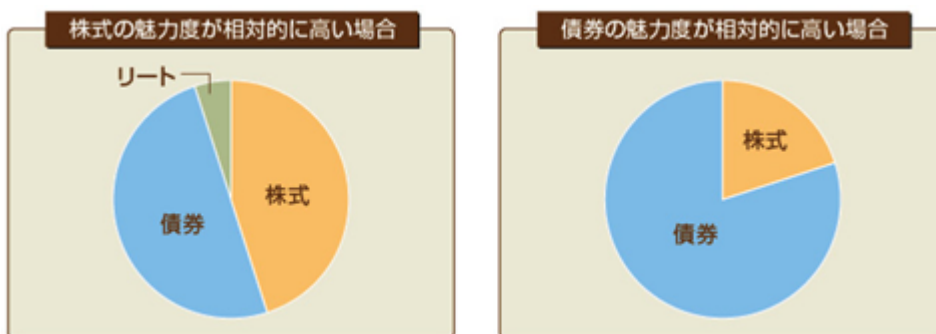 株式の魅力度が相対的に高い場合
リート
株式
債券
債券の魅力度が相対的に高い場合
株式
債券